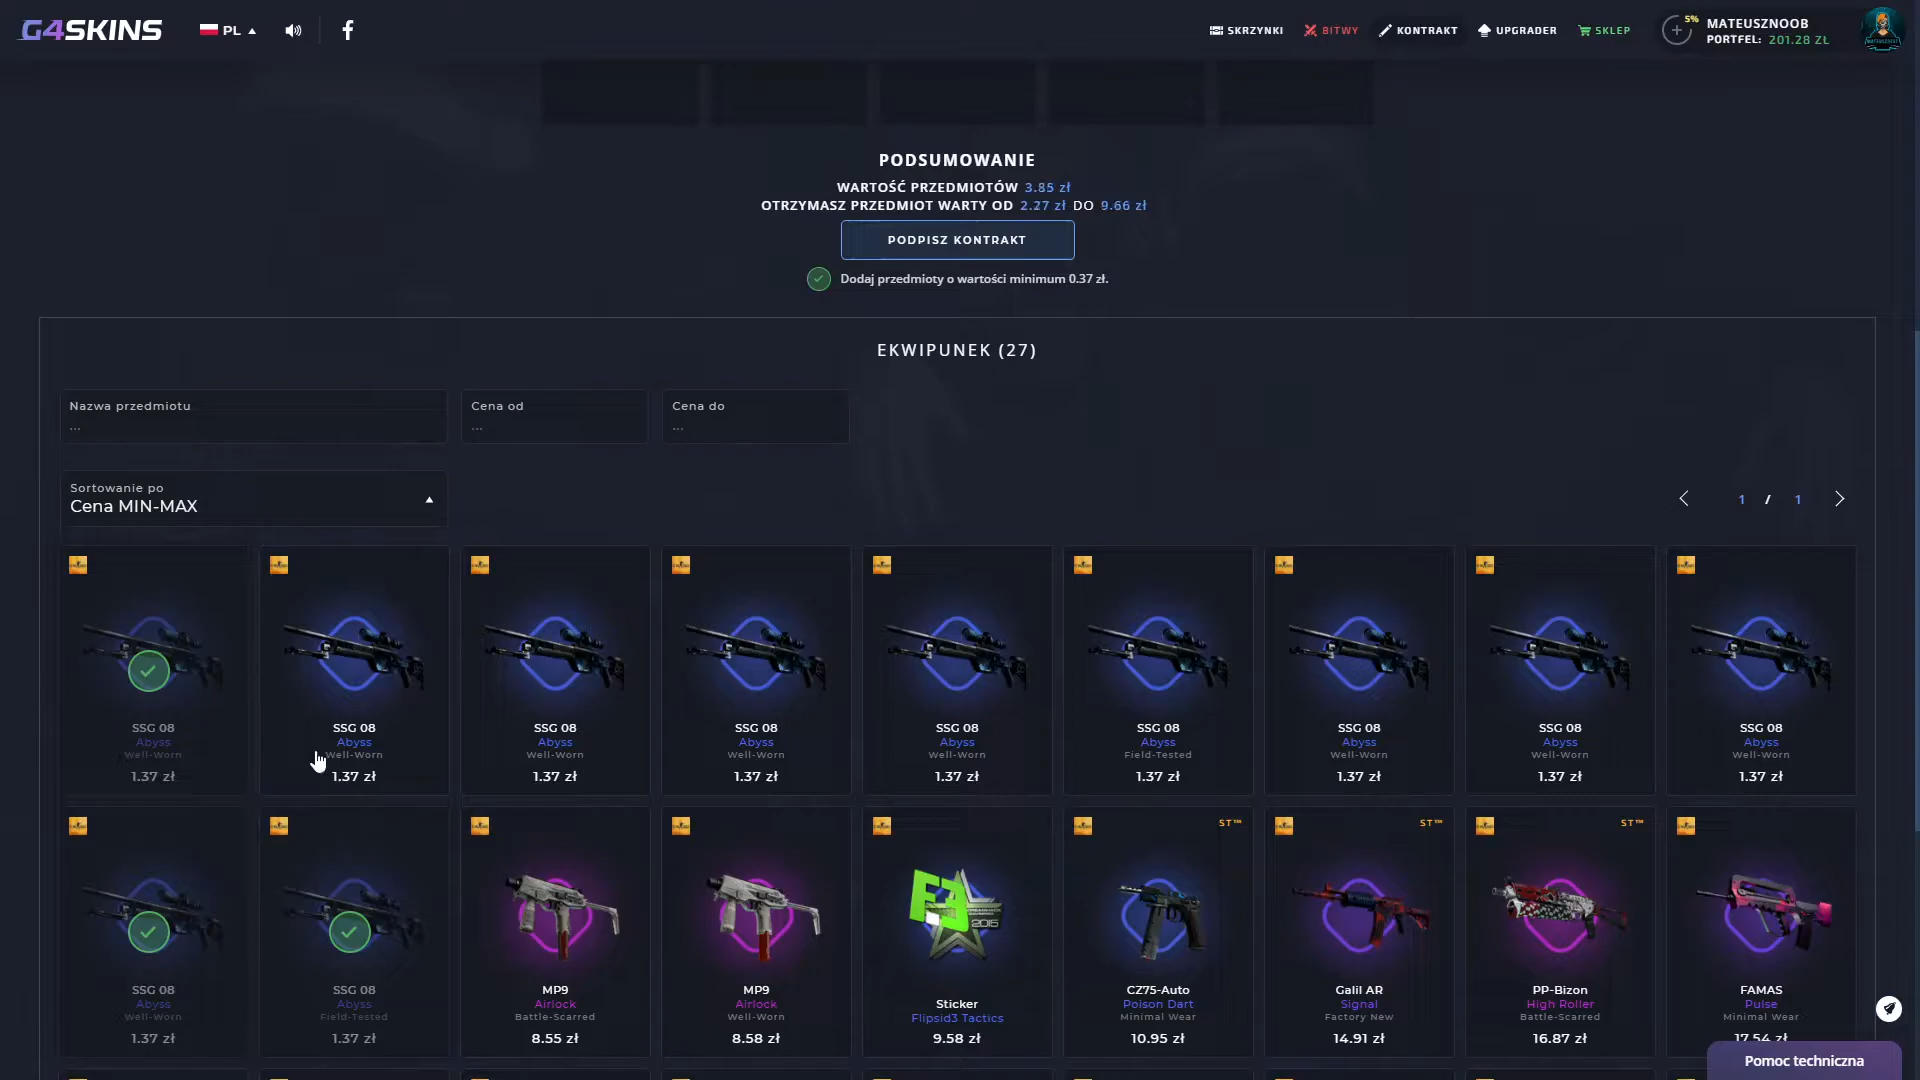 G4SKINS
PL
SKRZYNKI
BITWY
KONTRAKT
UPGRADER
SKLEP
5%
MATEUSZNOOB
PORTFEL: 201.28 ZŁ
PODSUMOWANIE
WARTOŚĆ PRZEDMIOTÓW 3.85 zł
OTRZYMASZ PRZEDMIOT WARTY OD 2.27 zł DO 9.66 zł
PODPISZ KONTRAKT
Dodaj przedmioty o wartości minimum 0.37 zł.
EKWIPUNEK (27)
Nazwa przedmiotu
...
Cena od
...
Cena do
...
Sortowanie po
Cena MIN-MAX
1 / 1
SSG 08
Abyss
Well-Worn
1.37 zł
SSG 08
Abyss
Well-Worn
1.37 zł
SSG 08
Abyss
Well-Worn
1.37 zł
SSG 08
Abyss
Well-Worn
1.37 zł
SSG 08
Abyss
Well-Worn
1.37 zł
SSG 08
Abyss
Field-Tested
1.37 zł
SSG 08
Abyss
Well-Worn
1.37 zł
SSG 08
Abyss
Well-Worn
1.37 zł
SSG 08
Abyss
Well-Worn
1.37 zł
SSG 08
Abyss
Well-Worn
1.37 zł
SSG 08
Abyss
Field-Tested
1.37 zł
MP9
Airlock
Battle-Scarred
8.55 zł
MP9
Airlock
Well-Worn
8.58 zł
F3
2015
Sticker
Flipsid3 Tactics
9.58 zł
ST™
CZ75-Auto
Poison Dart
Minimal Wear
10.95 zł
ST™
Galil AR
Signal
Factory New
14.91 zł
ST™
PP-Bizon
High Roller
Battle-Scarred
16.87 zł
FAMAS
Pulse
Minimal Wear
17.54 zł
Pomoc techniczna